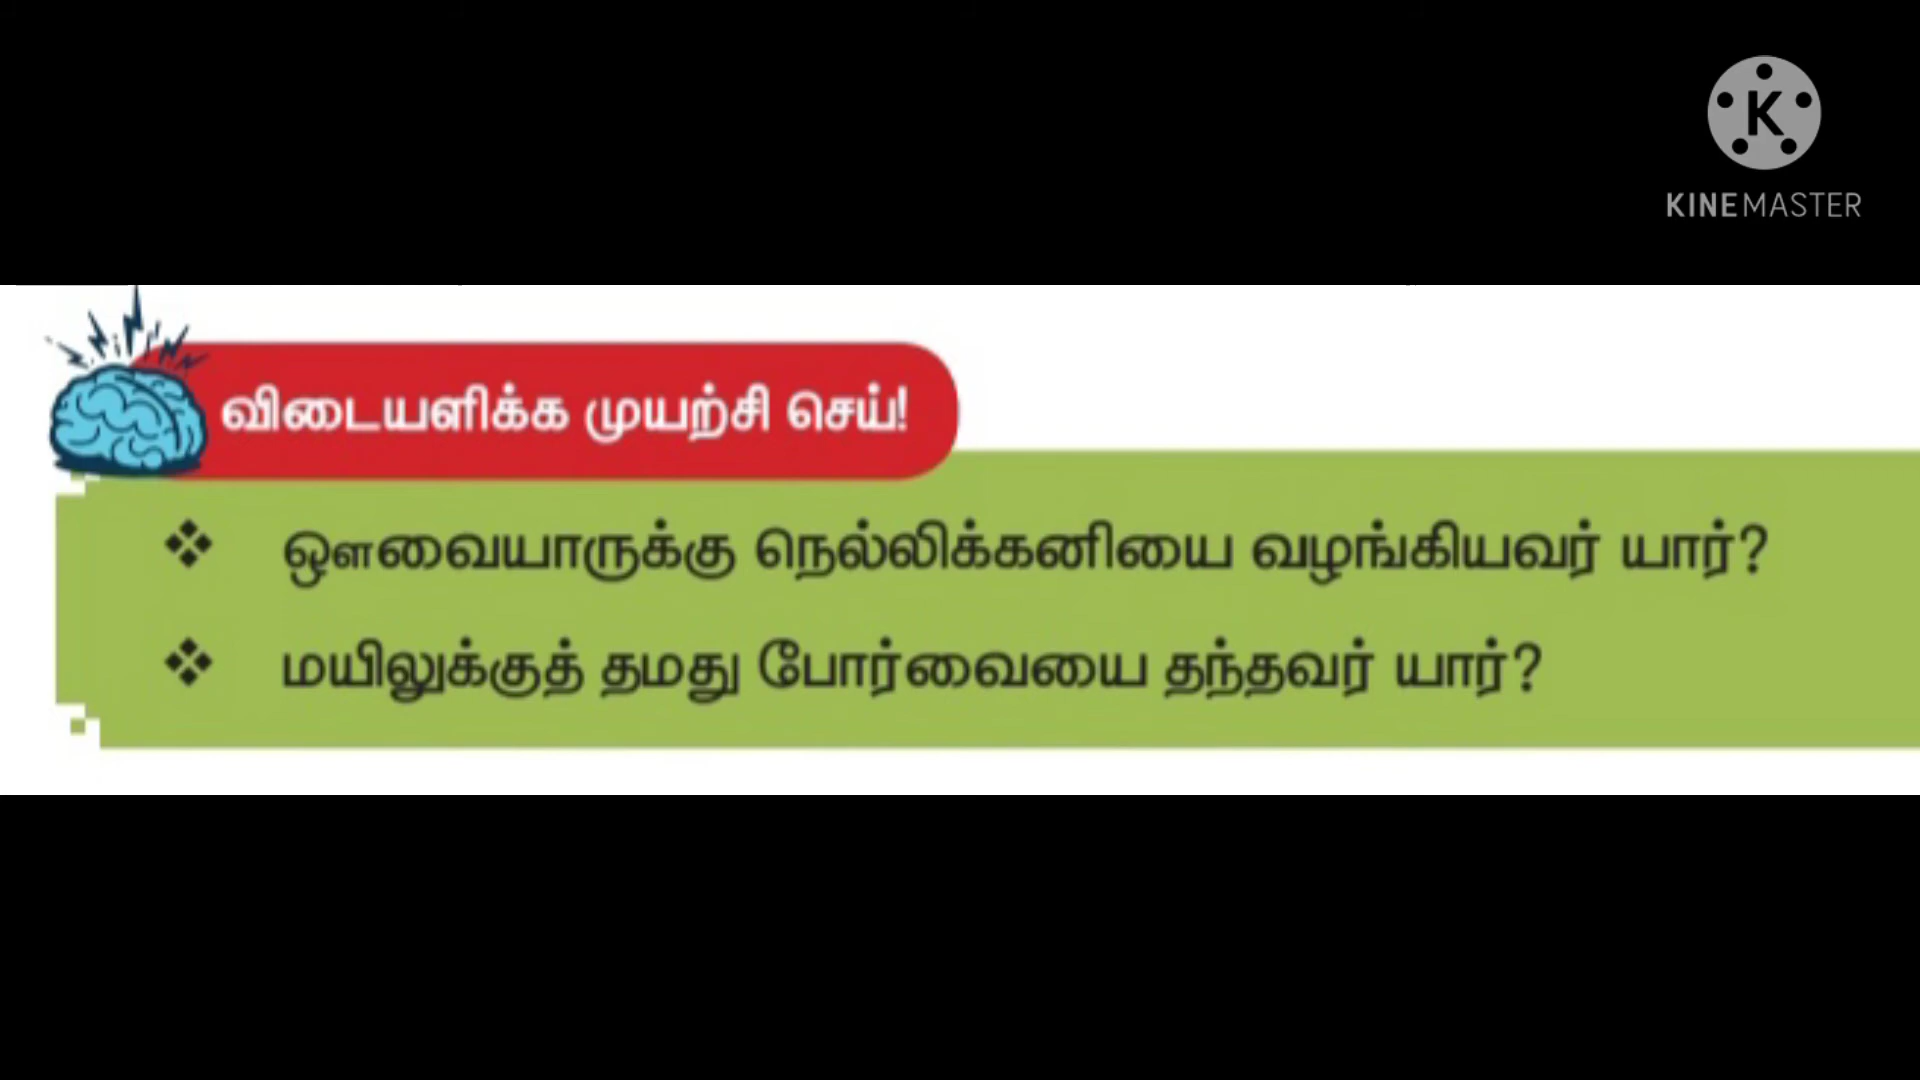 K
KINEMASTER
விடையளிக்க முயற்சி செய்!
❖ ஔவையாருக்கு நெல்லிக்கனியை வழங்கியவர் யார்?
❖ மயிலுக்குத் தமது போர்வையை தந்தவர் யார்?